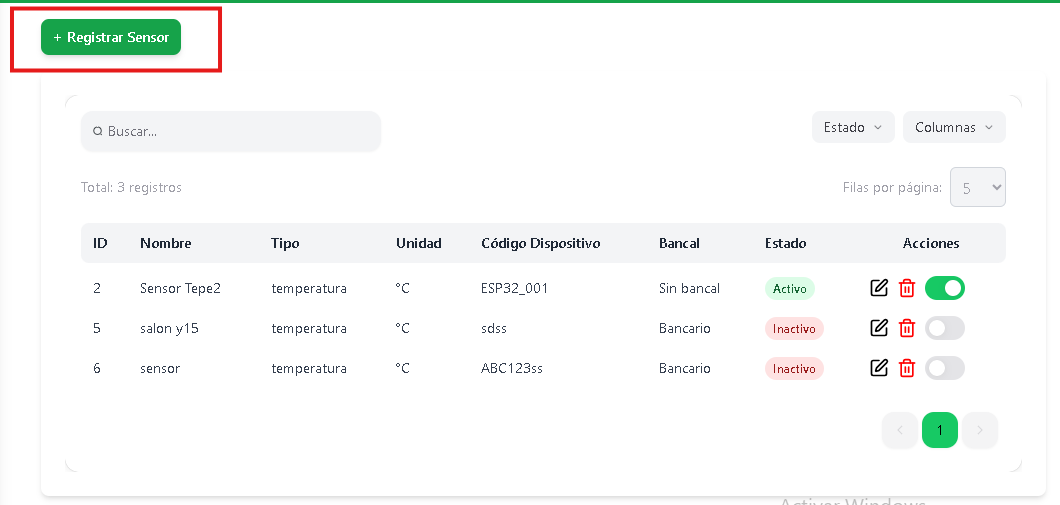 + Registrar Sensor
Buscar...
Estado
Columnas
Total: 3 registros
Filas por página: 5
ID Nombre Tipo Unidad Código Dispositivo Bancal Estado Acciones
2 Sensor Tepe2 temperatura °C ESP32_001 Sin bancal Activo
5 salon y15 temperatura °C sdss Bancario Inactivo
6 sensor temperatura °C ABC123ss Bancario Inactivo
< 1 >
Activar Windows